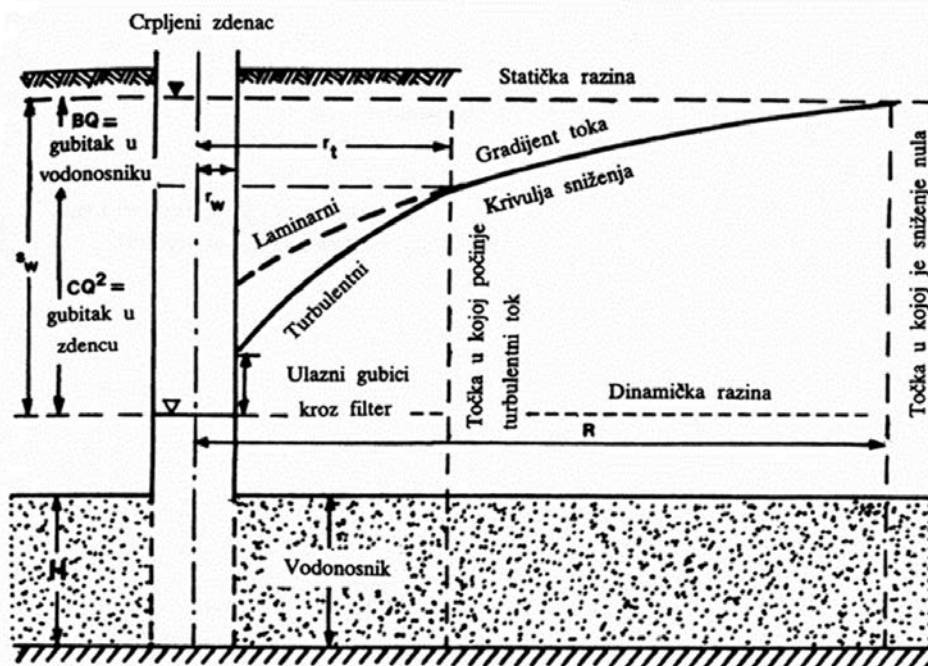 Crpljeni zdenac
Statička razina
BQ =
gubitak u
vodonosniku
r_t
Gradijent toka
Krivulja sniženja
r_w
Laminarni
Turbulentni
s_w
CQ² =
gubitak u
zdencu
Ulazni gubici
kroz filter
Točka u kojoj počinje
turbulentni tok
Dinamička razina
R
Točka u kojoj je sniženje nula
Vodonosnik